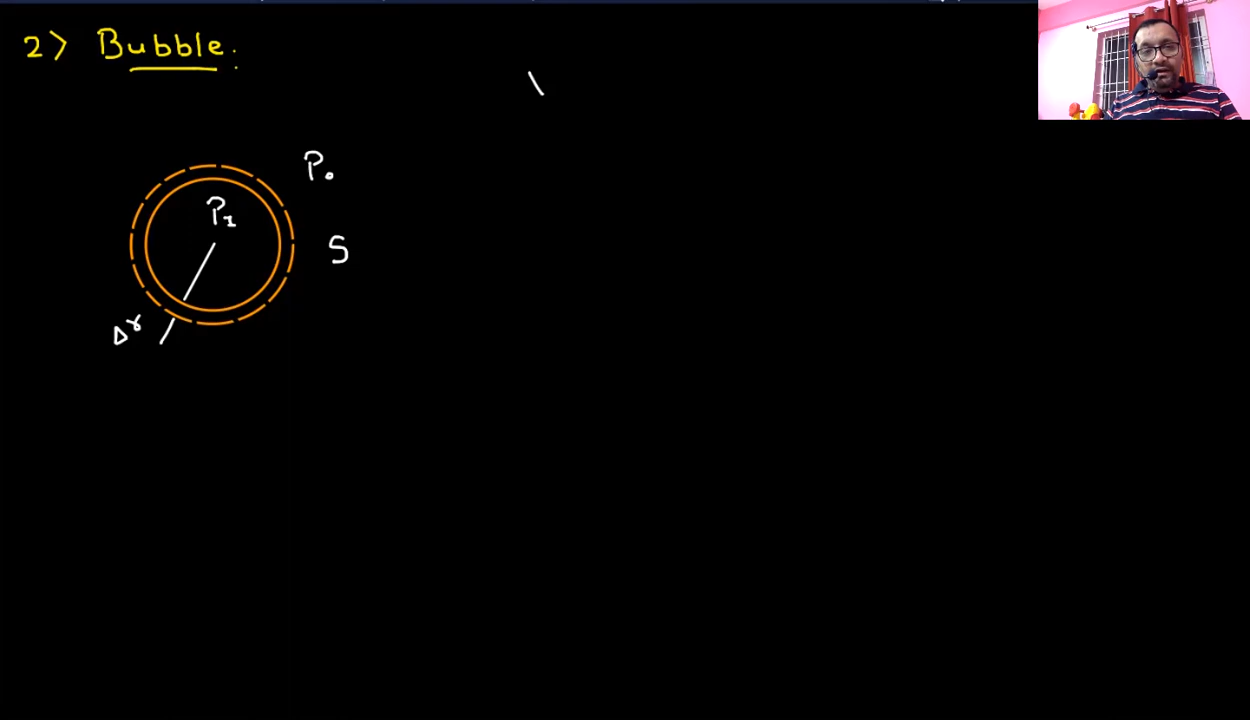 2> Bubble.
P₀
P₁
S
Δr